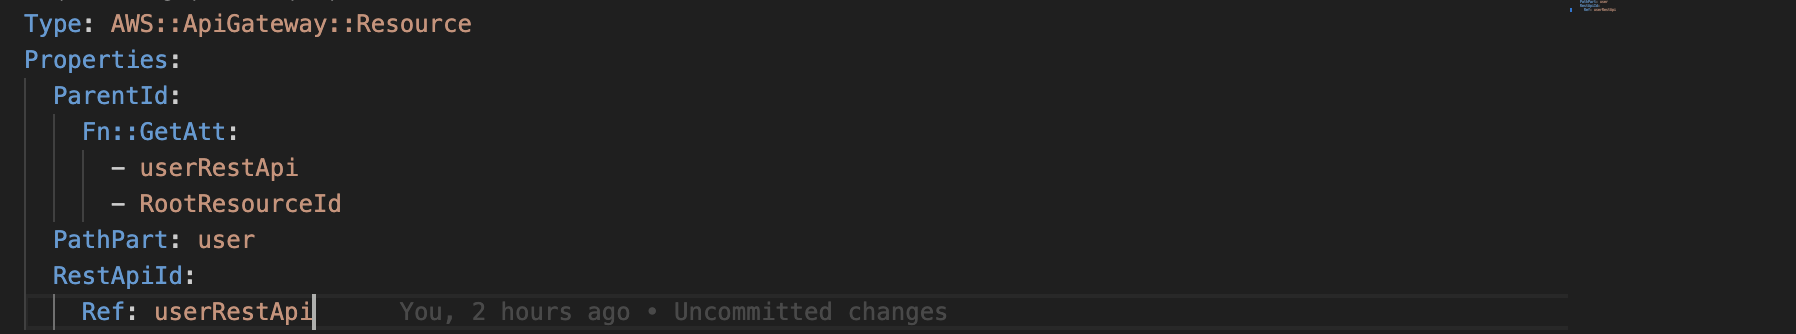 Type: AWS::ApiGateway::Resource
Properties:
  ParentId:
    Fn::GetAtt:
      - userRestApi
      - RootResourceId
  PathPart: user
  RestApiId:
    Ref: userRestApi You, 2 hours ago • Uncommitted changes